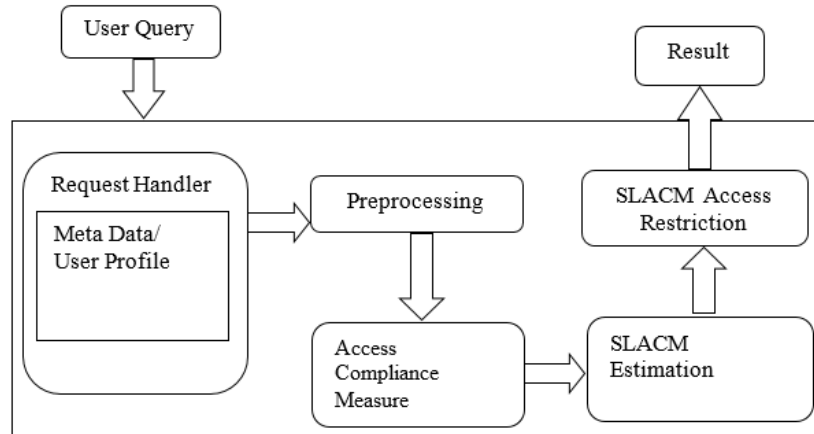 User Query
Result
Request Handler
Meta Data/
User Profile
Preprocessing
SLACM Access
Restriction
Access
Compliance
Measure
SLACM
Estimation